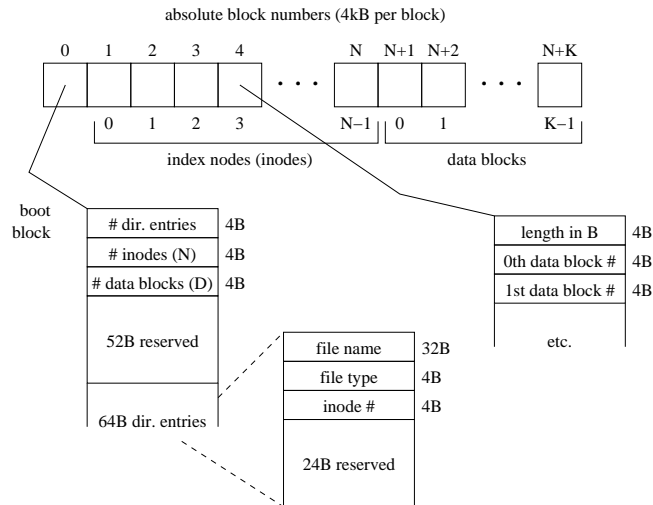 absolute block numbers (4kB per block)
0 1 2 3 4 N N+1 N+2 N+K
0 1 2 3 N−1 0 1 K−1
index nodes (inodes) data blocks
boot
block
# dir. entries 4B
# inodes (N) 4B
# data blocks (D) 4B
52B reserved
64B dir. entries
file name 32B
file type 4B
inode # 4B
24B reserved
length in B 4B
0th data block # 4B
1st data block # 4B
etc.